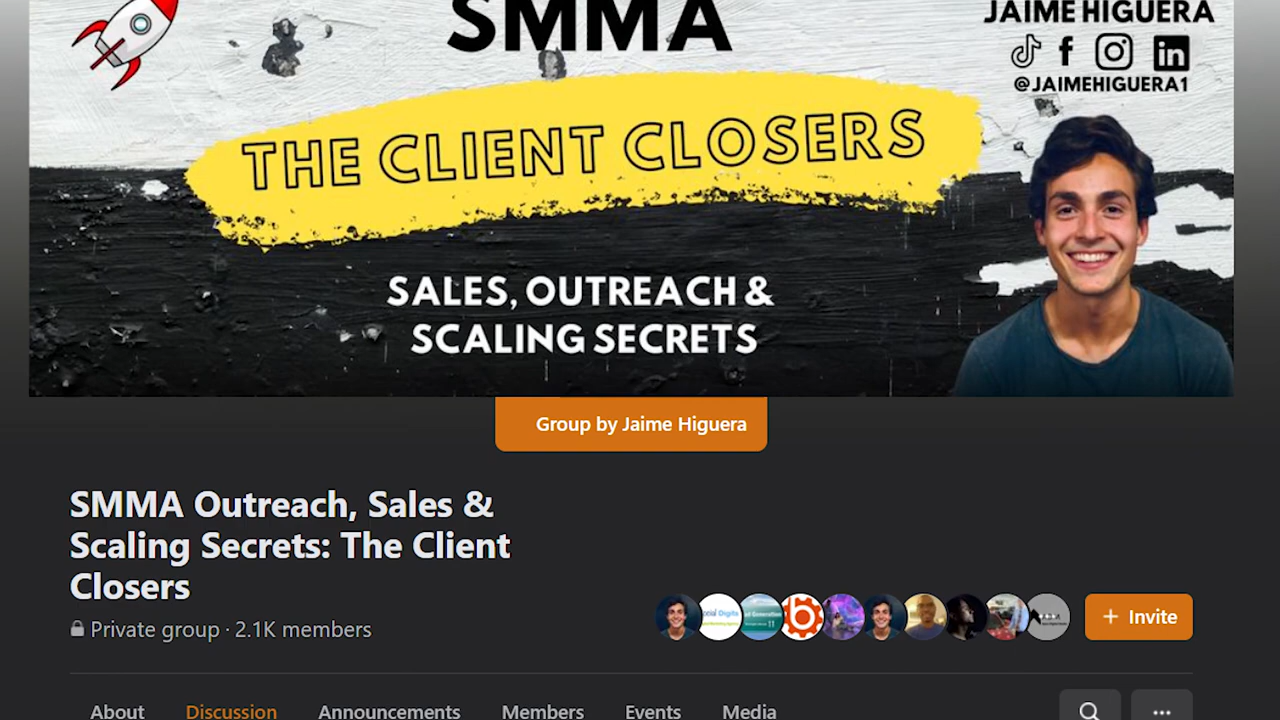 SMMA
JAIME HIGUERA
@JAIMEHIGUERA1
THE CLIENT CLOSERS
SALES, OUTREACH &
SCALING SECRETS
Group by Jaime Higuera
SMMA Outreach, Sales &
Scaling Secrets: The Client
Closers
Private group · 2.1K members
+ Invite
About Discussion Announcements Members Events Media